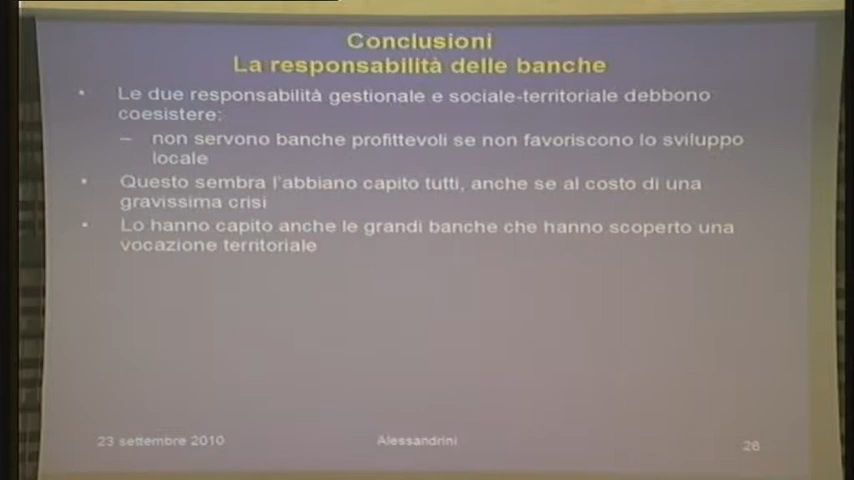 Conclusioni
La responsabilità delle banche
• Le due responsabilità gestionale e sociale-territoriale debbono
coesistere:
– non servono banche profittevoli se non favoriscono lo sviluppo
locale
• Questo sembra l'abbiano capito tutti, anche se al costo di una
gravissima crisi
• Lo hanno capito anche le grandi banche che hanno scoperto una
vocazione territoriale
23 settembre 2010
Alessandrini
26